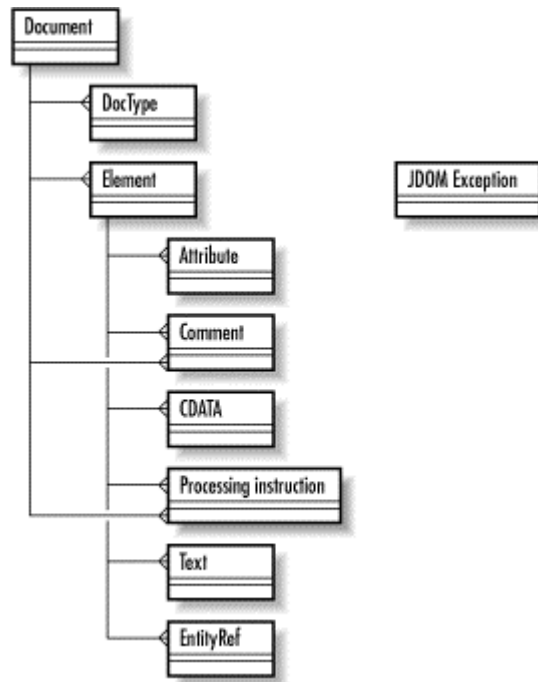 Document
DocType
Element
JDOM Exception
Attribute
Comment
CDATA
Processing instruction
Text
EntityRef